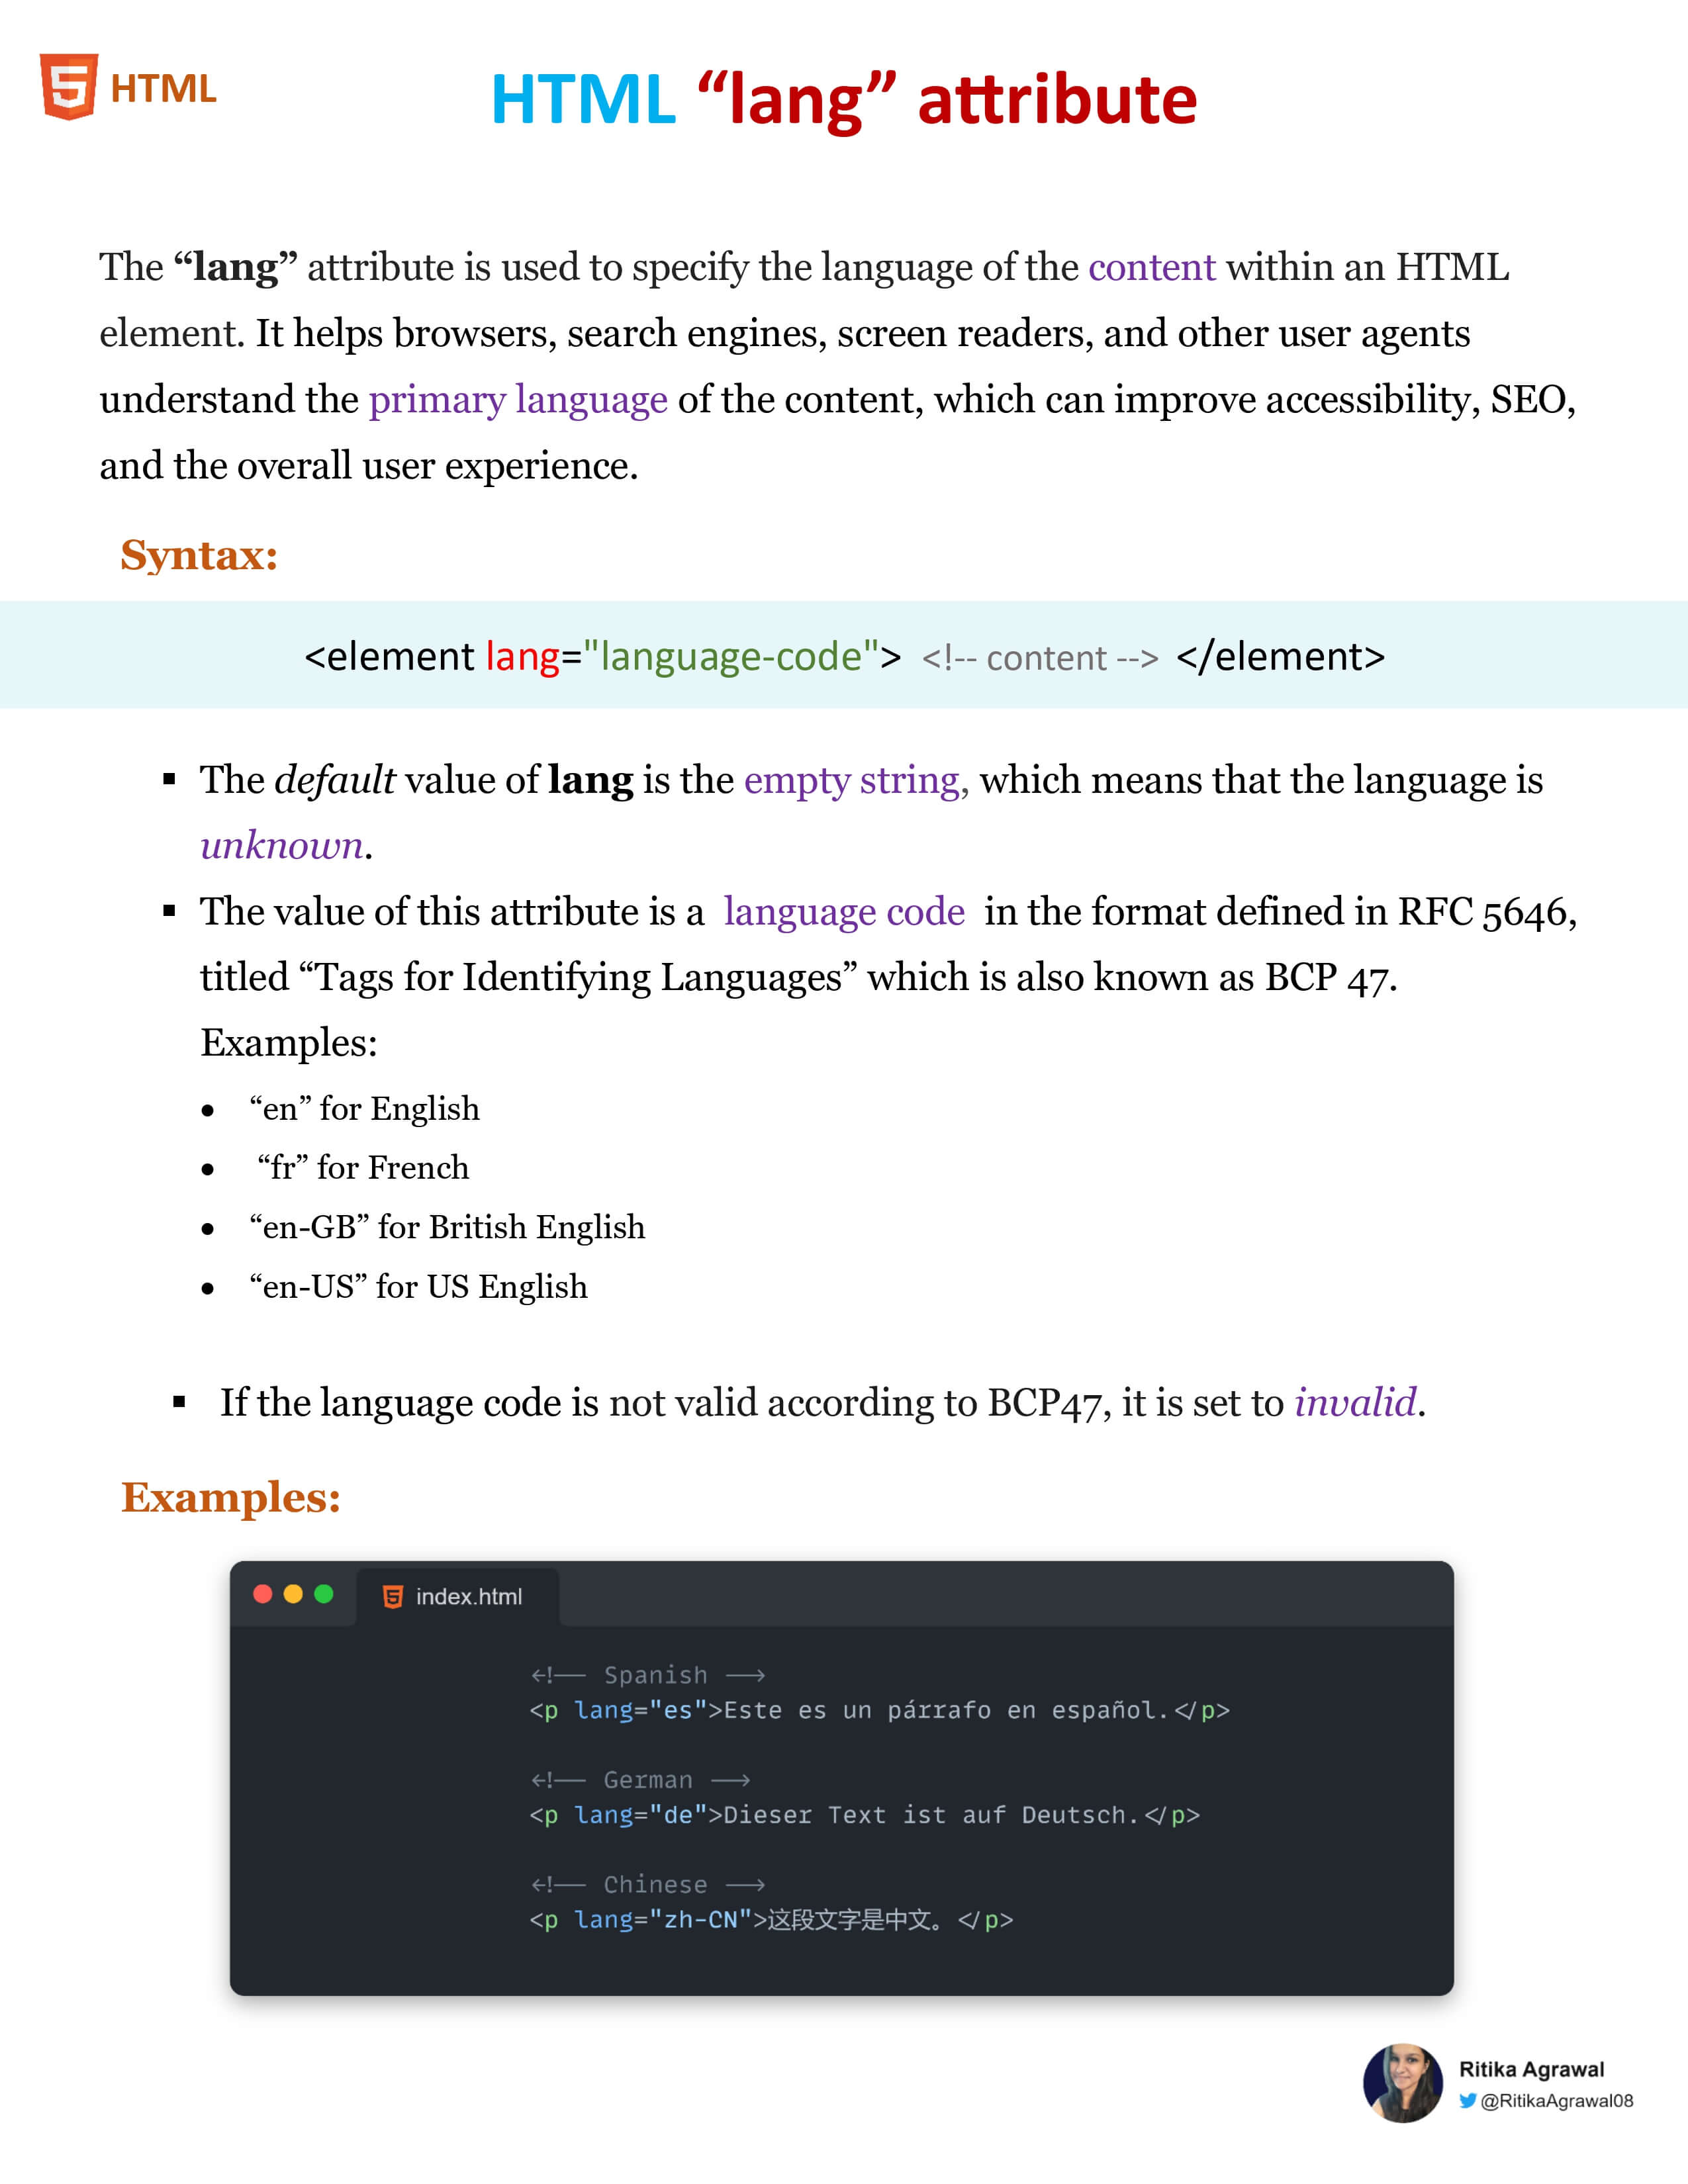 HTML
HTML “lang” attribute
The “lang” attribute is used to specify the language of the content within an HTML
element. It helps browsers, search engines, screen readers, and other user agents
understand the primary language of the content, which can improve accessibility, SEO,
and the overall user experience.
Syntax:
<element lang="language-code"> <!-- content --> </element>
▪ The default value of lang is the empty string, which means that the language is
unknown.
▪ The value of this attribute is a language code in the format defined in RFC 5646,
titled “Tags for Identifying Languages” which is also known as BCP 47.
Examples:
• “en” for English
• “fr” for French
• “en-GB” for British English
• “en-US” for US English
▪ If the language code is not valid according to BCP47, it is set to invalid.
Examples:
index.html
<!-- Spanish -->
<p lang="es">Este es un párrafo en español.</p>
<!-- German -->
<p lang="de">Dieser Text ist auf Deutsch.</p>
<!-- Chinese -->
<p lang="zh-CN">这段文字是中文。</p>
Ritika Agrawal
@RitikaAgrawal08